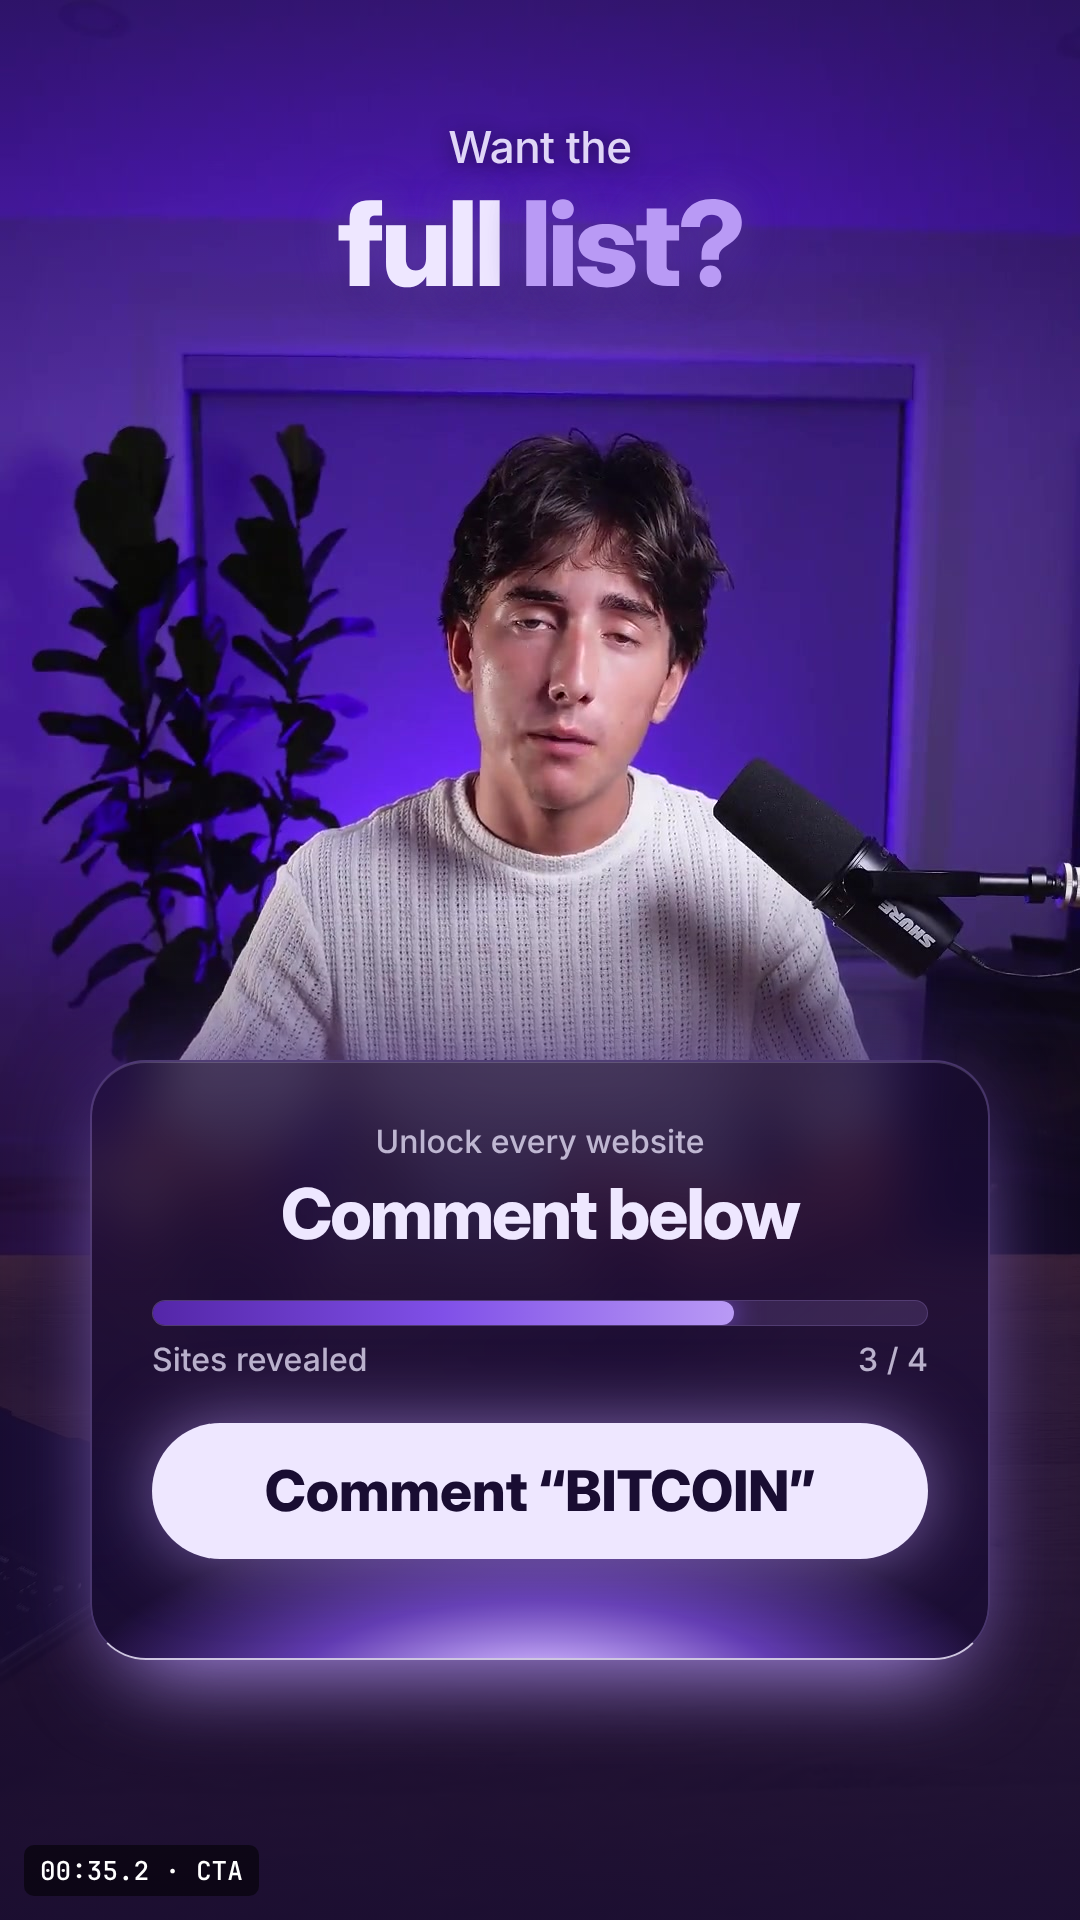 Want the
full list?
SHURE
Unlock every website
Comment below
Sites revealed
3 / 4
Comment “BITCOIN”
00:35.2 · CTA